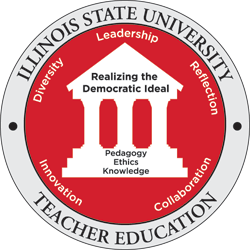 ILLINOIS STATE UNIVERSITY
Leadership
Diversity
Reflection
Realizing the
Democratic Ideal
Pedagogy
Ethics
Knowledge
Innovation
Collaboration
TEACHER EDUCATION